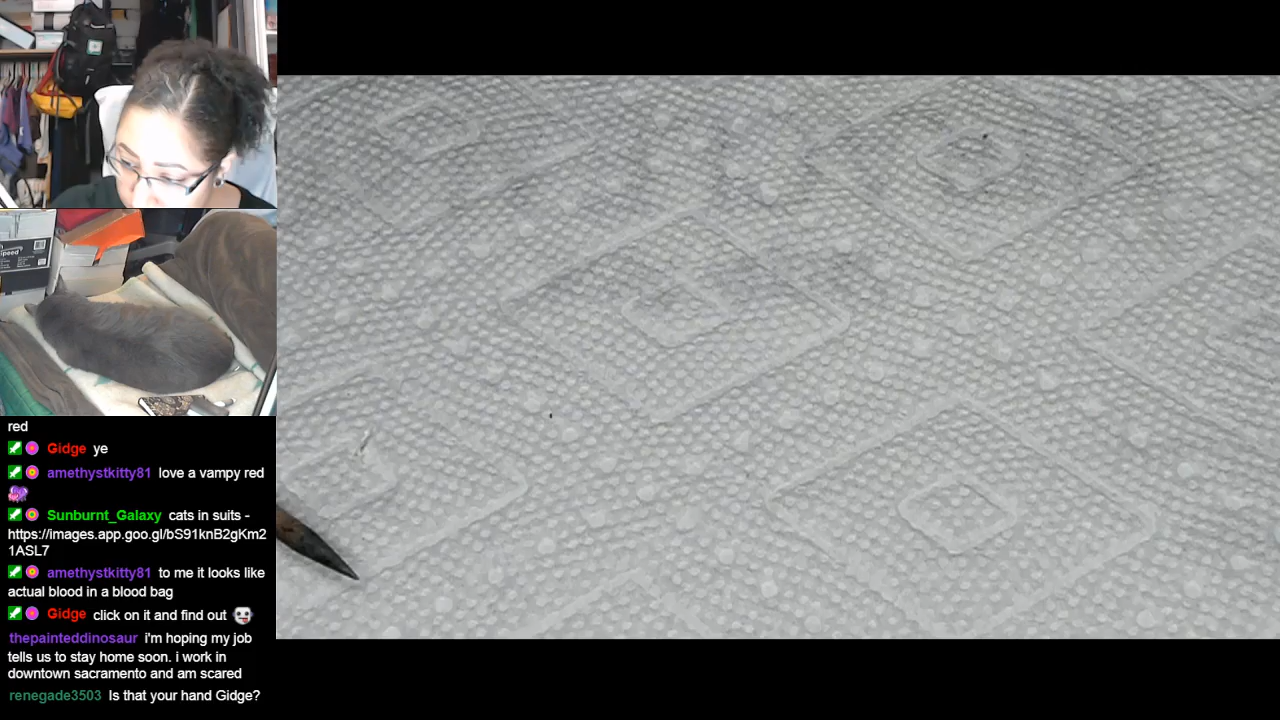 speed
red
Gidge ye
amethystkitty81 love a vampy red
Sunburnt_Galaxy cats in suits -
https://images.app.goo.gl/bS91knB2gKm2
1ASL7
amethystkitty81 to me it looks like
actual blood in a blood bag
Gidge click on it and find out
thepainteddinosaur i'm hoping my job
tells us to stay home soon. i work in
downtown sacramento and am scared
renegade3503 Is that your hand Gidge?